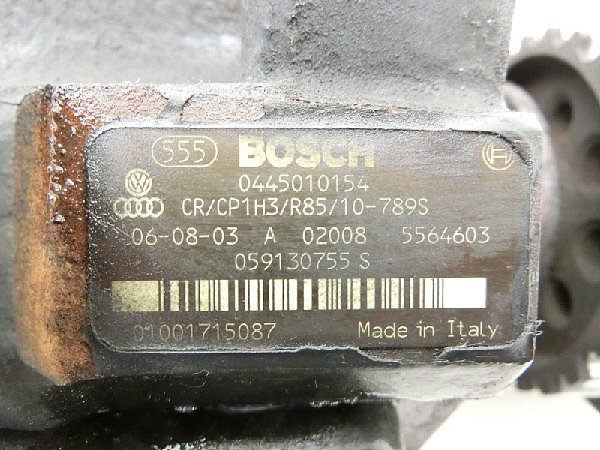 555 BOSCH
0445010154
CR/CP1H3/R85/10-789S
06-08-03 A 02008 5564603
059130755 S
01001715087 Made in Italy